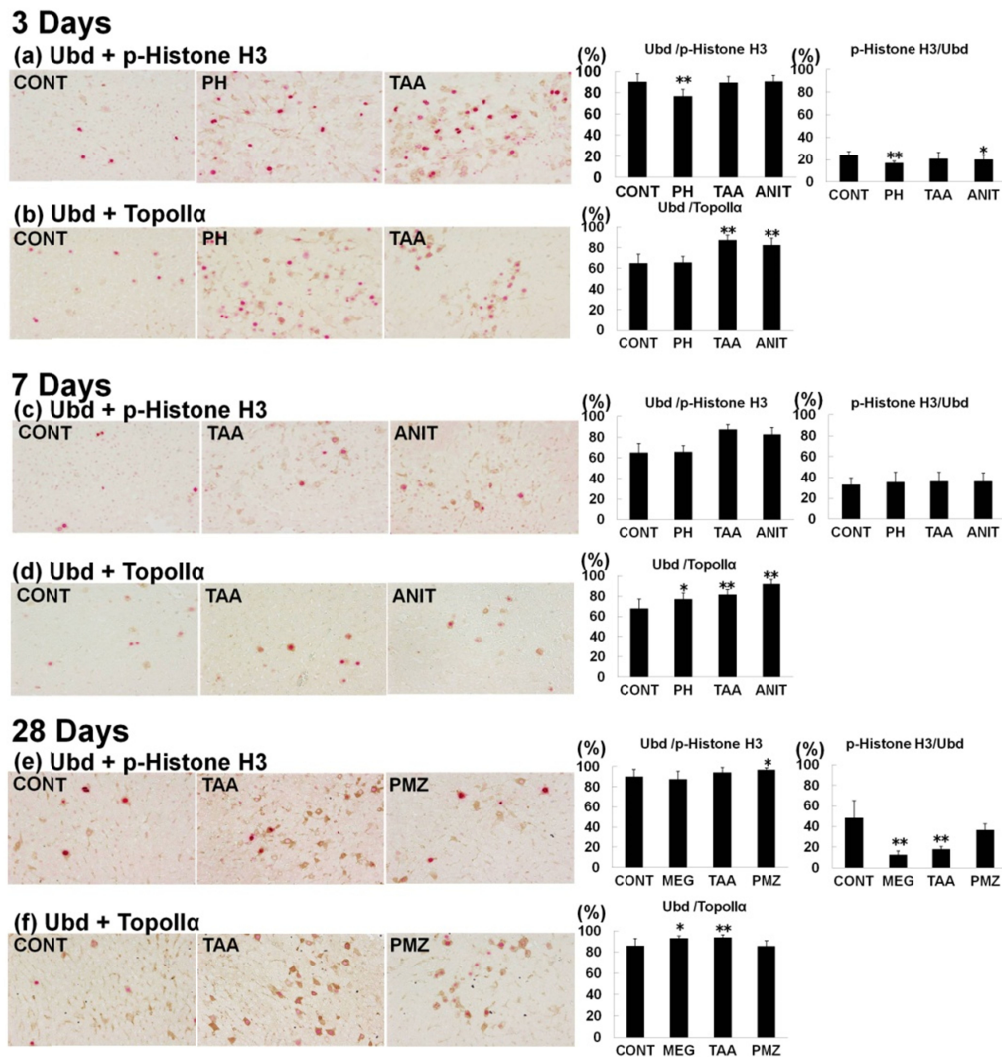 3 Days
(a) Ubd + p-Histone H3
CONT PH TAA
(%) Ubd /p-Histone H3
100
80
60
40
20
0
CONT PH TAA ANIT
**
(%) p-Histone H3/Ubd
100
80
60
40
20
0
CONT PH TAA ANIT
** *
(b) Ubd + TopoIIα
CONT PH TAA
(%) Ubd /TopoIIα
100
80
60
40
20
0
CONT PH TAA ANIT
** **
7 Days
(c) Ubd + p-Histone H3
CONT TAA ANIT
(%) Ubd /p-Histone H3
100
80
60
40
20
0
CONT PH TAA ANIT
(%) p-Histone H3/Ubd
100
80
60
40
20
0
CONT PH TAA ANIT
(d) Ubd + TopoIIα
CONT TAA ANIT
(%) Ubd /TopoIIα
100
80
60
40
20
0
CONT PH TAA ANIT
* ** **
28 Days
(e) Ubd + p-Histone H3
CONT TAA PMZ
(%) Ubd /p-Histone H3
100
80
60
40
20
0
CONT MEG TAA PMZ
*
(%) p-Histone H3/Ubd
100
80
60
40
20
0
CONT MEG TAA PMZ
** **
(f) Ubd + TopoIIα
CONT TAA PMZ
(%) Ubd /TopoIIα
100
80
60
40
20
0
CONT MEG TAA PMZ
* **